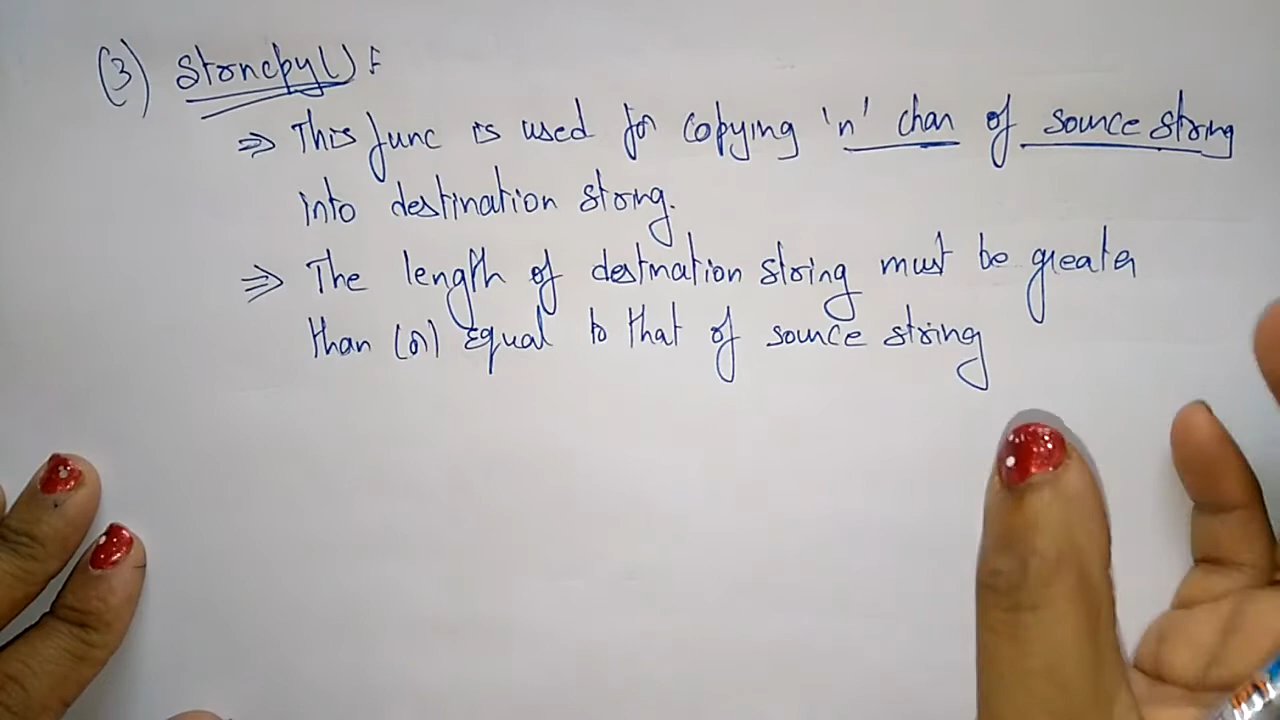 (3) strncpy() :
⇒ This func is used for copying 'n' char of source string
into destination string.
⇒ The length of destination string must be greater
than (or) equal to that of source string